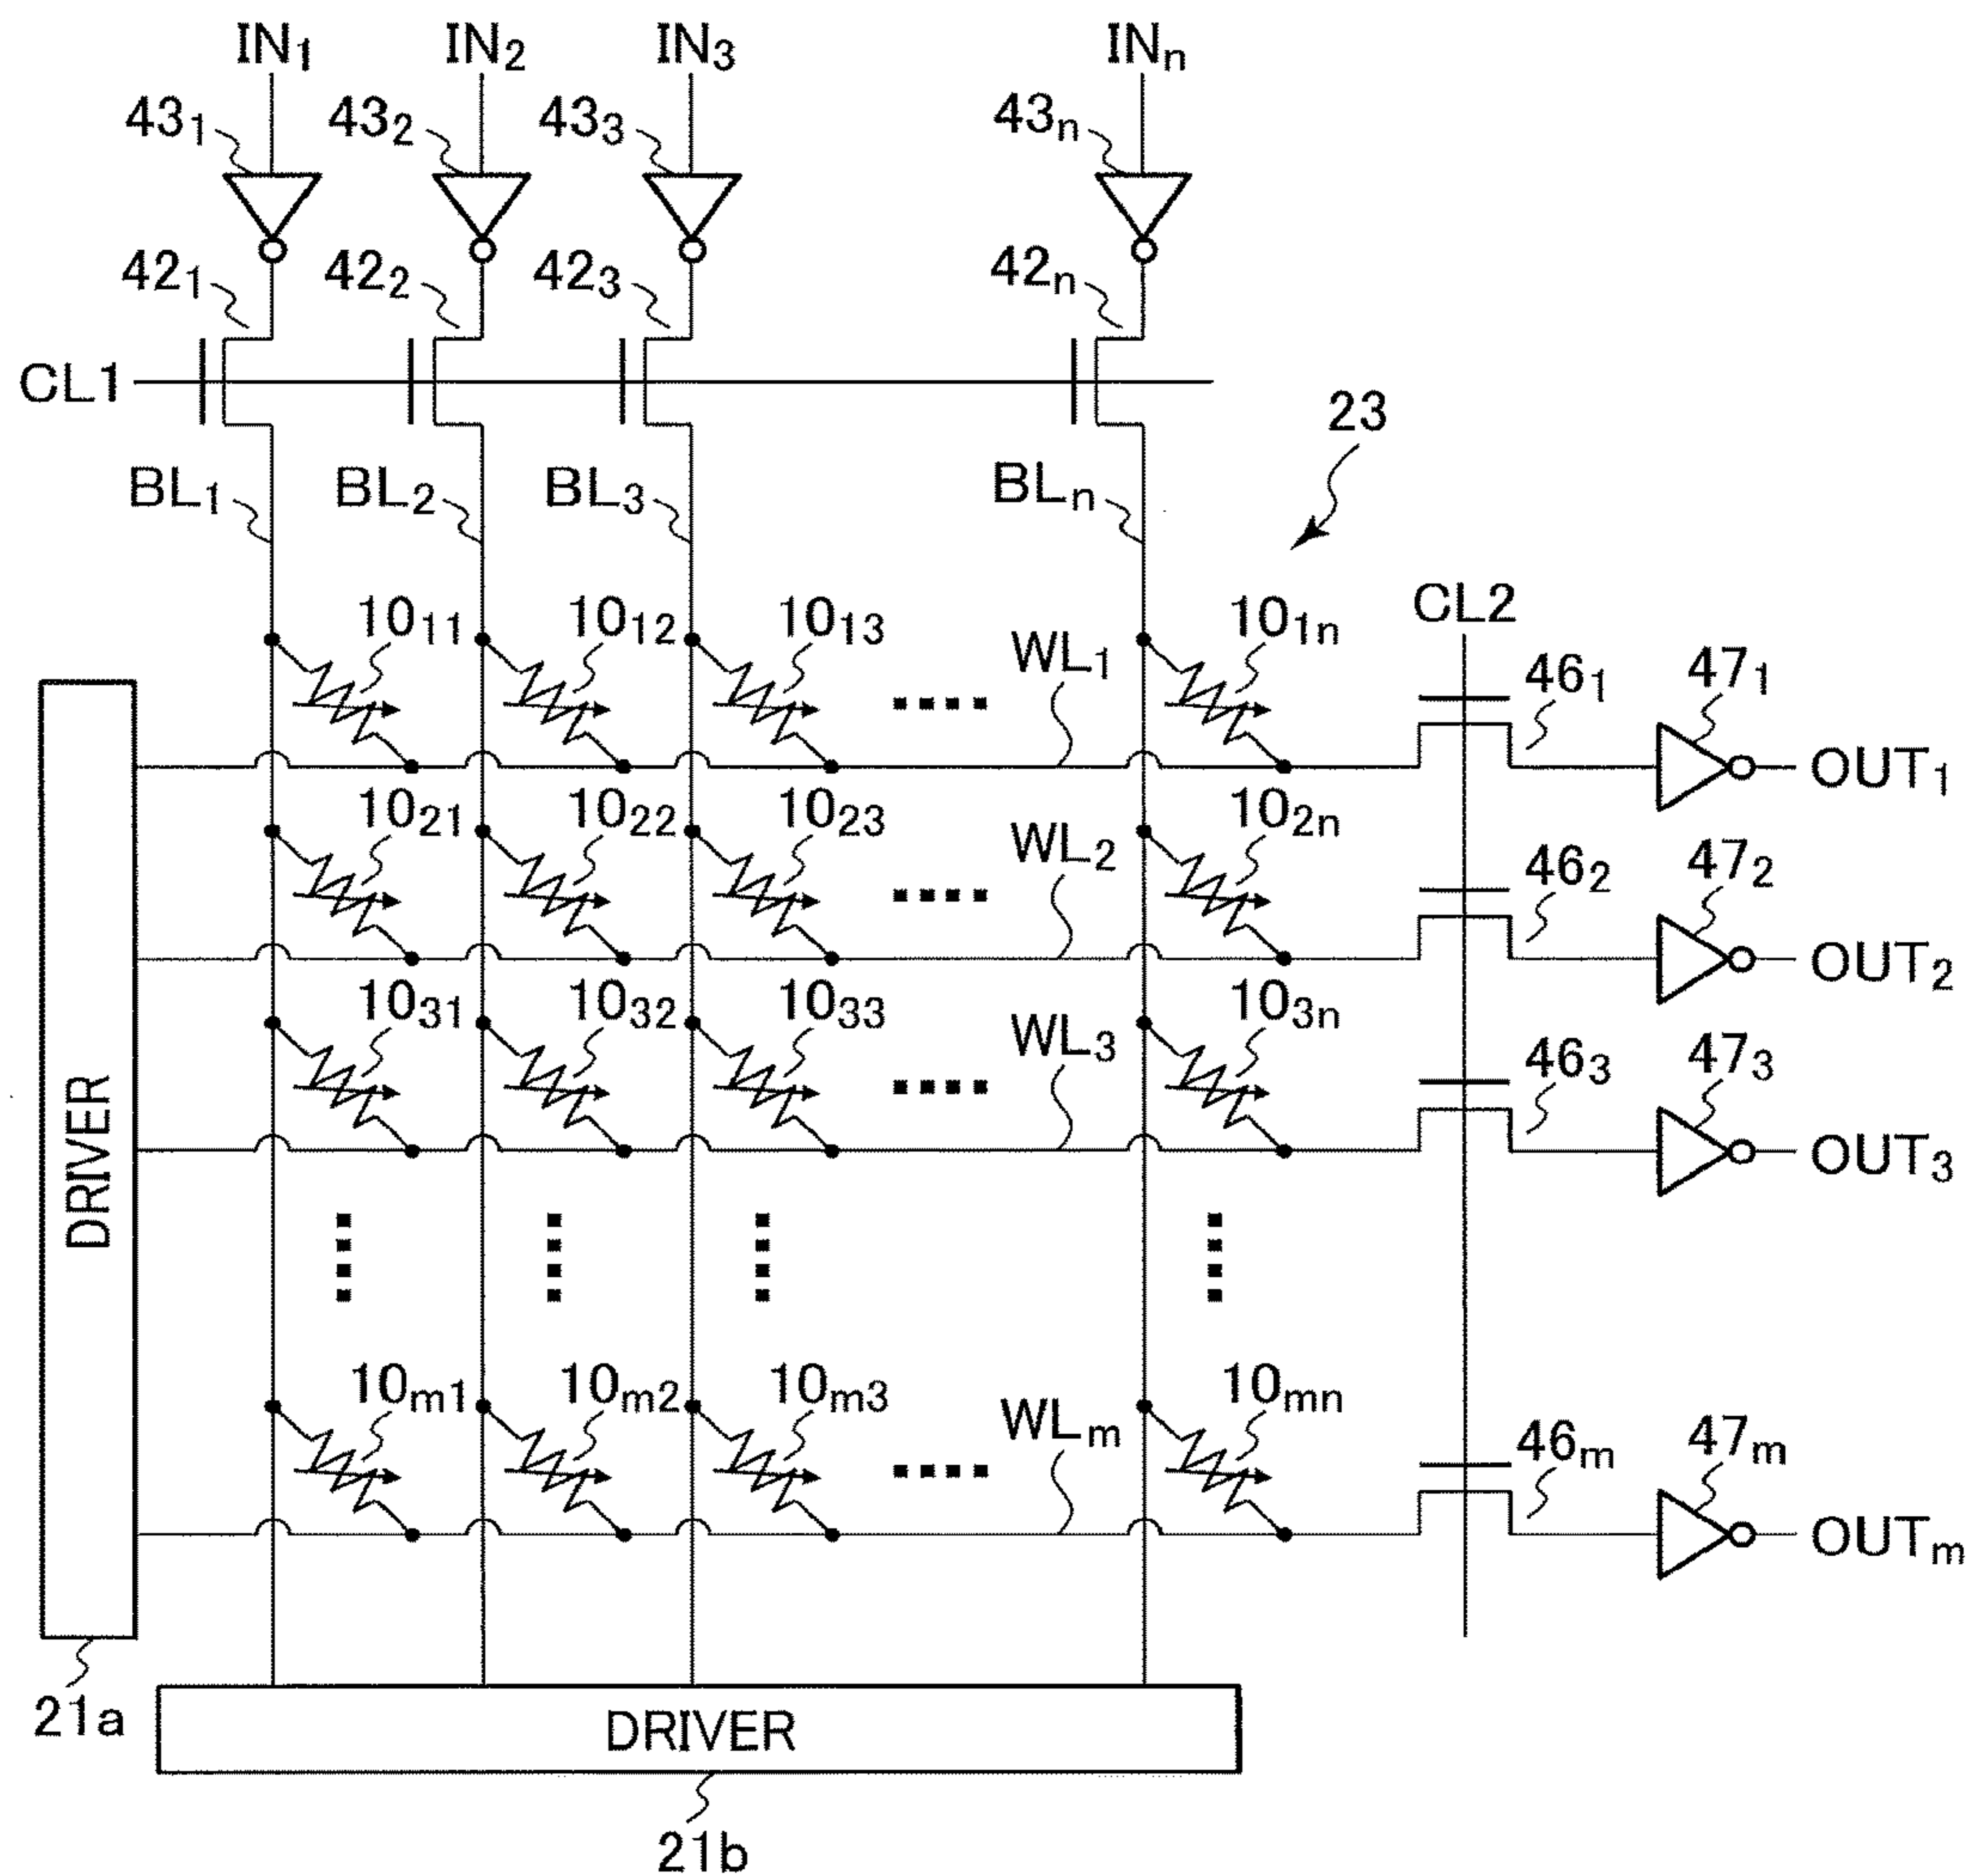 IN1 IN2 IN3 INn
431 432 433 43n
421 422 423 42n
CL1
23
BL1 BL2 BL3 BLn
CL2
1011 1012 1013 WL1 101n 461 471
OUT1
1021 1022 1023 WL2 102n 462 472
OUT2
1031 1032 1033 WL3 103n 463 473
OUT3
DRIVER
10m1 10m2 10m3 WLm 10mn 46m 47m
OUTm
21a
DRIVER
21b